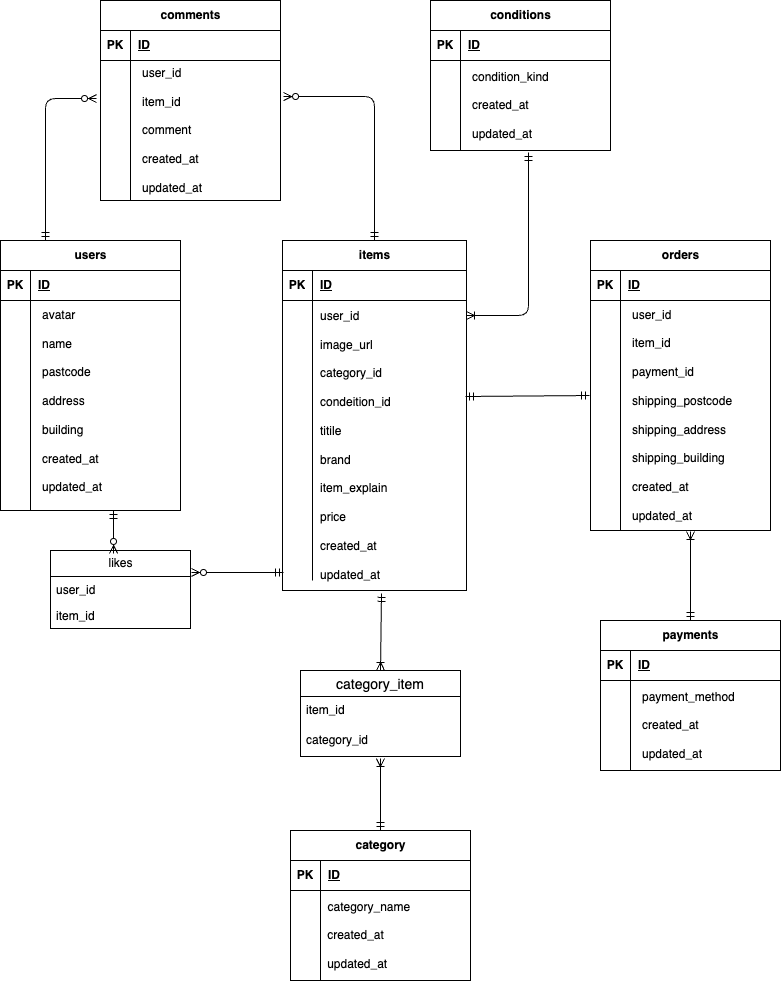 comments
PK ID
user_id
item_id
comment
created_at
updated_at
conditions
PK ID
condition_kind
created_at
updated_at
users
PK ID
avatar
name
pastcode
address
building
created_at
updated_at
items
PK ID
user_id
image_url
category_id
condeition_id
titile
brand
item_explain
price
created_at
updated_at
orders
PK ID
user_id
item_id
payment_id
shipping_postcode
shipping_address
shipping_building
created_at
updated_at
likes
user_id
item_id
category_item
item_id
category_id
payments
PK ID
payment_method
created_at
updated_at
category
PK ID
category_name
created_at
updated_at